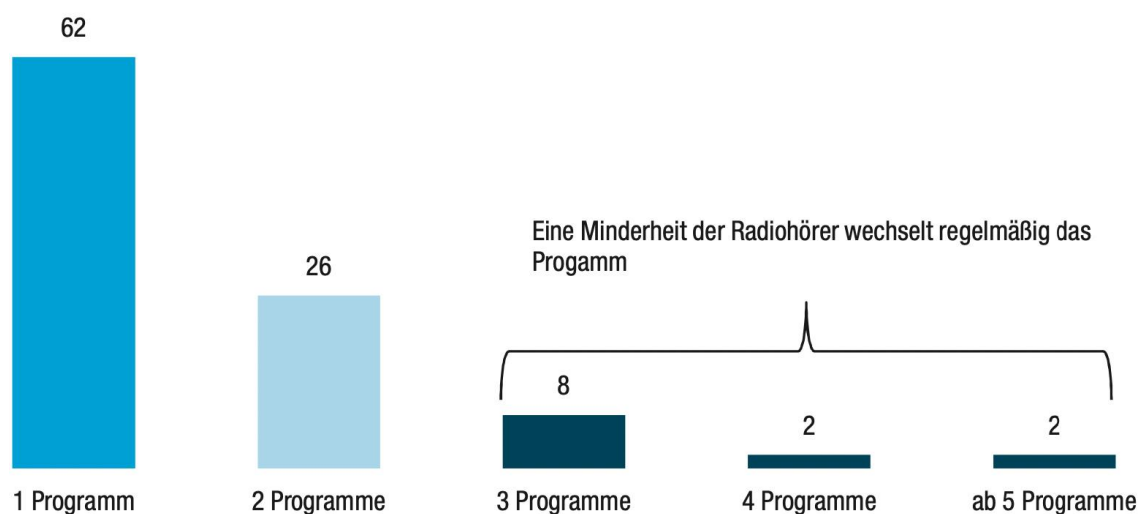 62
26
Eine Minderheit der Radiohörer wechselt regelmäßig das
Progamm
8
2
2
1 Programm
2 Programme
3 Programme
4 Programme
ab 5 Programme